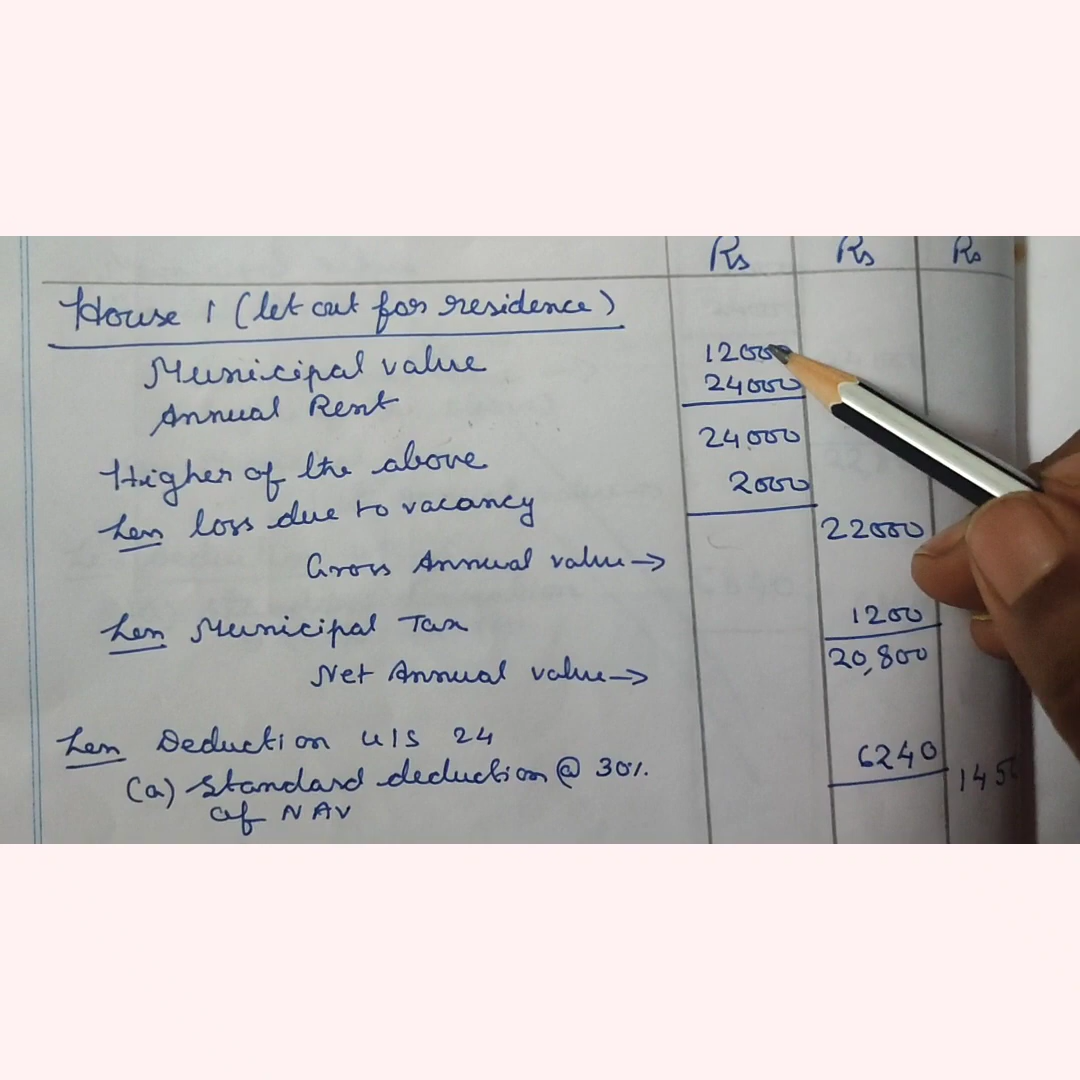 Rs Rs Rs
House 1 (let out for residence)
Municipal value 12000
Annual Rent 24000
Higher of the above 24,000
Less loss due to vacancy 2000
Gross Annual value → 22000
Less Municipal Tax 1200
Net Annual value → 20,800
Less Deduction U/S 24
(a) Standard deduction @ 30% 6240
of NAV